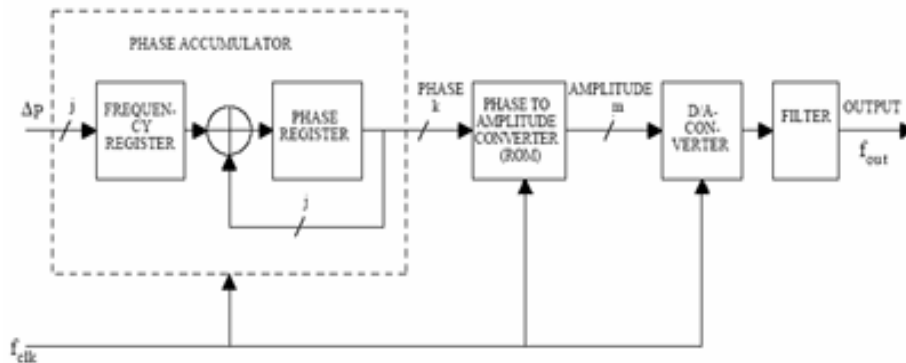 PHASE ACCUMULATOR
ΔP
j
FREQUEN-
CY
REGISTER
PHASE
REGISTER
j
PHASE
k
PHASE TO
AMPLITUDE
CONVERTER
(ROM)
AMPLITUDE
m
D/A-
CON-
VERTER
FILTER
OUTPUT
fout
fclk